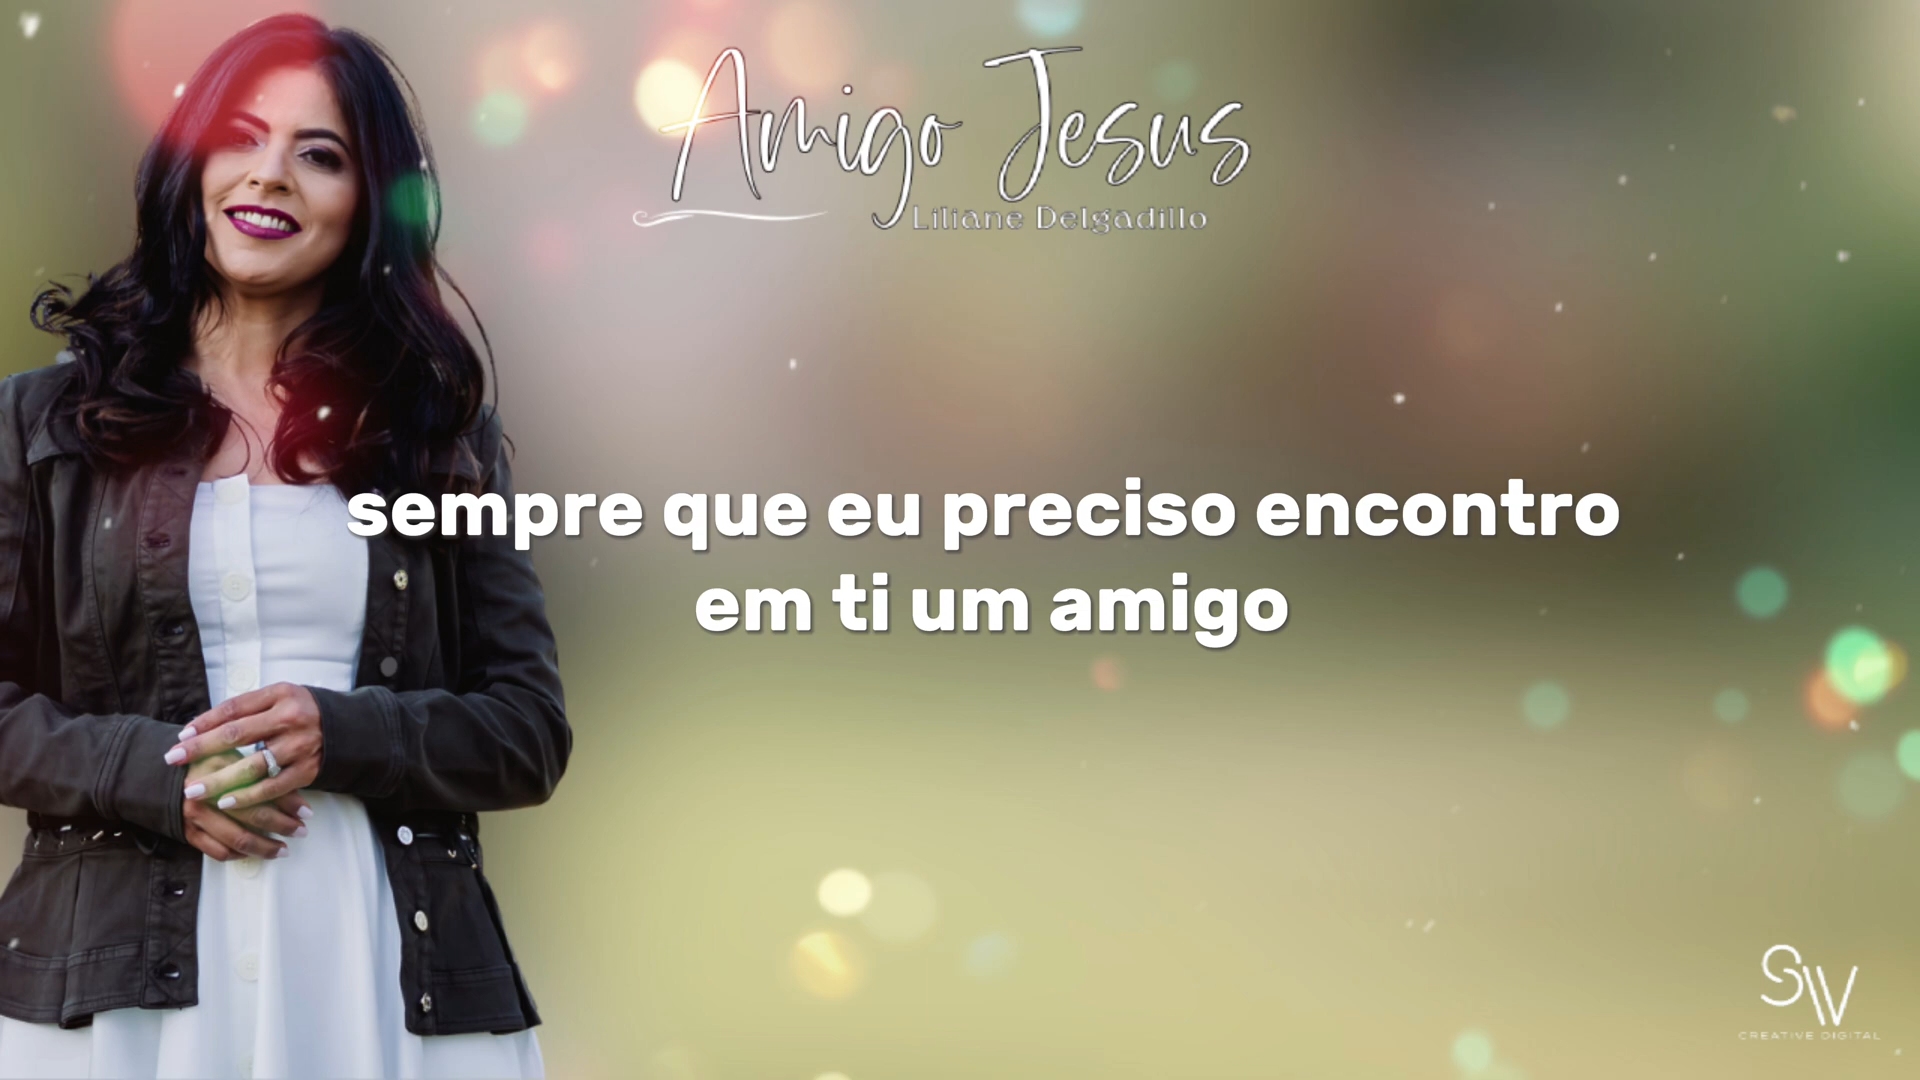 Amigo Jesus
Liliane Delgadillo
sempre que eu preciso encontro
em ti um amigo
SW
CREATIVE DIGITAL